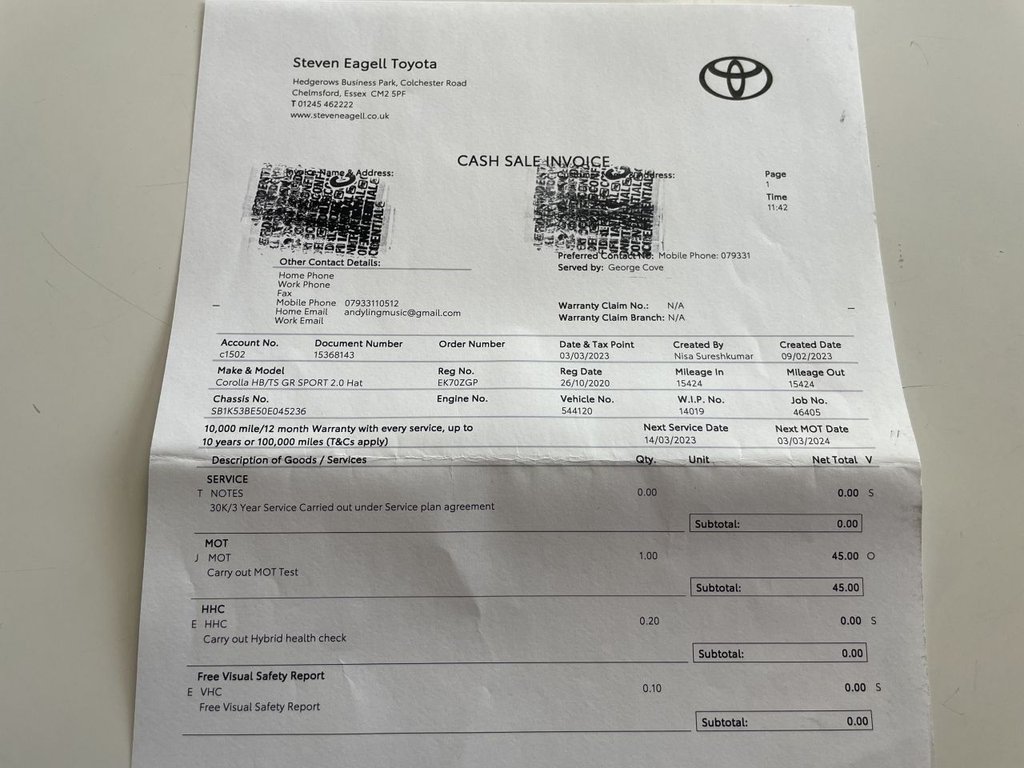 Steven Eagell Toyota
Hedgerows Business Park, Colchester Road
Chelmsford, Essex CM2 5PF
T 01245 462222
www.steveneagell.co.uk
CASH SALE INVOICE
Name & Address:
Address:
Page
1
Time
11:42
Preferred Contact No: Mobile Phone: 079331
Served by: George Cove
Other Contact Details:
Home Phone
Work Phone
Fax
Mobile Phone 07933110512
Home Email andylingmusic@gmail.com
Work Email
Warranty Claim No.: N/A
Warranty Claim Branch: N/A
Account No. Document Number Order Number Date & Tax Point Created By Created Date
c1502 15368143 03/03/2023 Nisa Sureshkumar 09/02/2023
Make & Model Reg No. Reg Date Mileage In Mileage Out
Corolla HB/TS GR SPORT 2.0 Hat EK70ZGP 26/10/2020 15424 15424
Chassis No. Engine No. Vehicle No. W.I.P. No. Job No.
SB1K53BE50E045236 544120 14019 46405
10,000 mile/12 month Warranty with every service, up to Next Service Date Next MOT Date
10 years or 100,000 miles (T&Cs apply) 14/03/2023 03/03/2024
Description of Goods / Services Qty. Unit Net Total V
SERVICE
T NOTES 0.00 0.00 S
30K/3 Year Service Carried out under Service plan agreement
Subtotal: 0.00
MOT
J MOT 1.00 45.00 O
Carry out MOT Test
Subtotal: 45.00
HHC
E HHC 0.20 0.00 S
Carry out Hybrid health check
Subtotal: 0.00
Free Visual Safety Report
E VHC 0.10 0.00 S
Free Visual Safety Report
Subtotal: 0.00